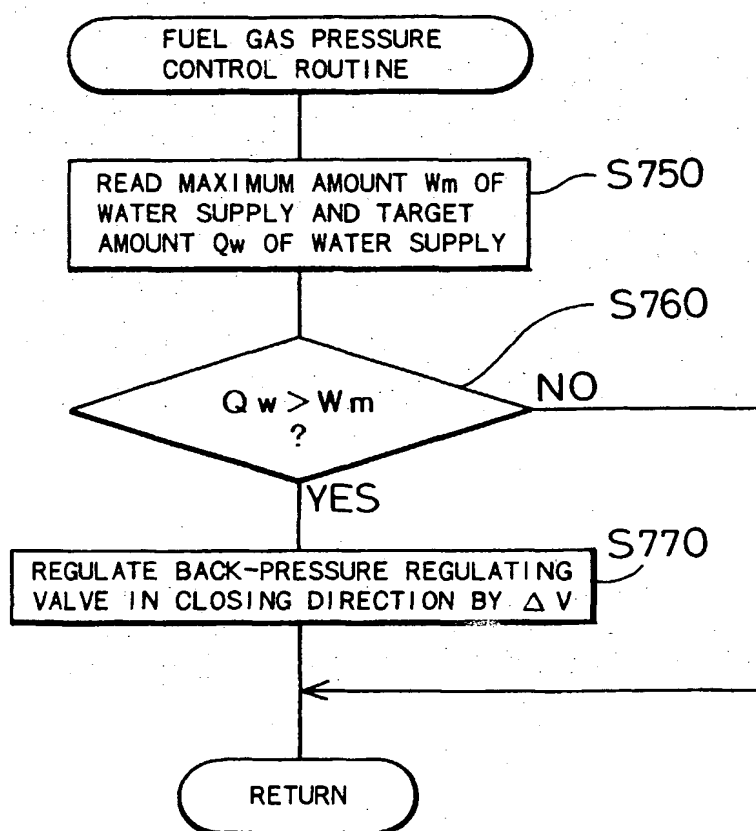 FUEL GAS PRESSURE
CONTROL ROUTINE
READ MAXIMUM AMOUNT Wm OF
WATER SUPPLY AND TARGET
AMOUNT Qw OF WATER SUPPLY
S750
S760
Qw > Wm
?
NO
YES
S770
REGULATE BACK-PRESSURE REGULATING
VALVE IN CLOSING DIRECTION BY △V
RETURN